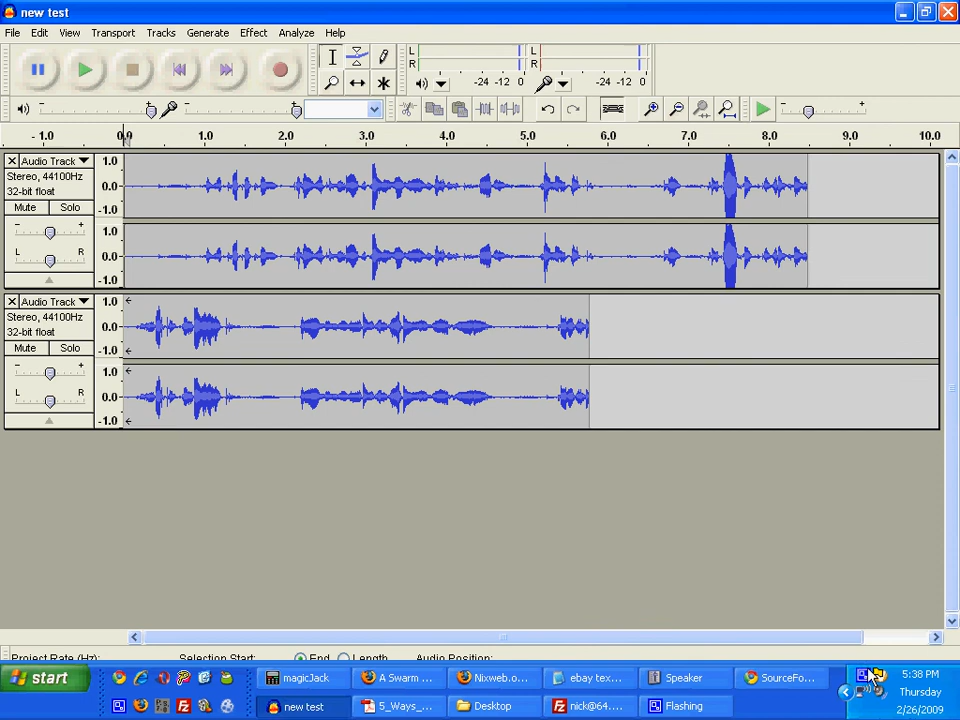 new test
File Edit View Transport Tracks Generate Effect Analyze Help
L R -24 -12 0 L R -24 -12 0
- + - +
- 1.0 0.0 1.0 2.0 3.0 4.0 5.0 6.0 7.0 8.0 9.0 10.0
Audio Track
Stereo, 44100Hz
32-bit float
Mute Solo
- +
L R
1.0
0.0
-1.0
1.0
0.0
-1.0
Audio Track
Stereo, 44100Hz
32-bit float
Mute Solo
- +
L R
1.0
0.0
-1.0
1.0
0.0
-1.0
Project Rate (Hz): Selection Start: End Length Audio Position:
start magicJack A Swarm ... Nixweb.o... ebay tex... Speaker SourceFo... 5:38 PM
Thursday
new test 5_Ways_... Desktop nick@64.... Flashing 2/26/2009